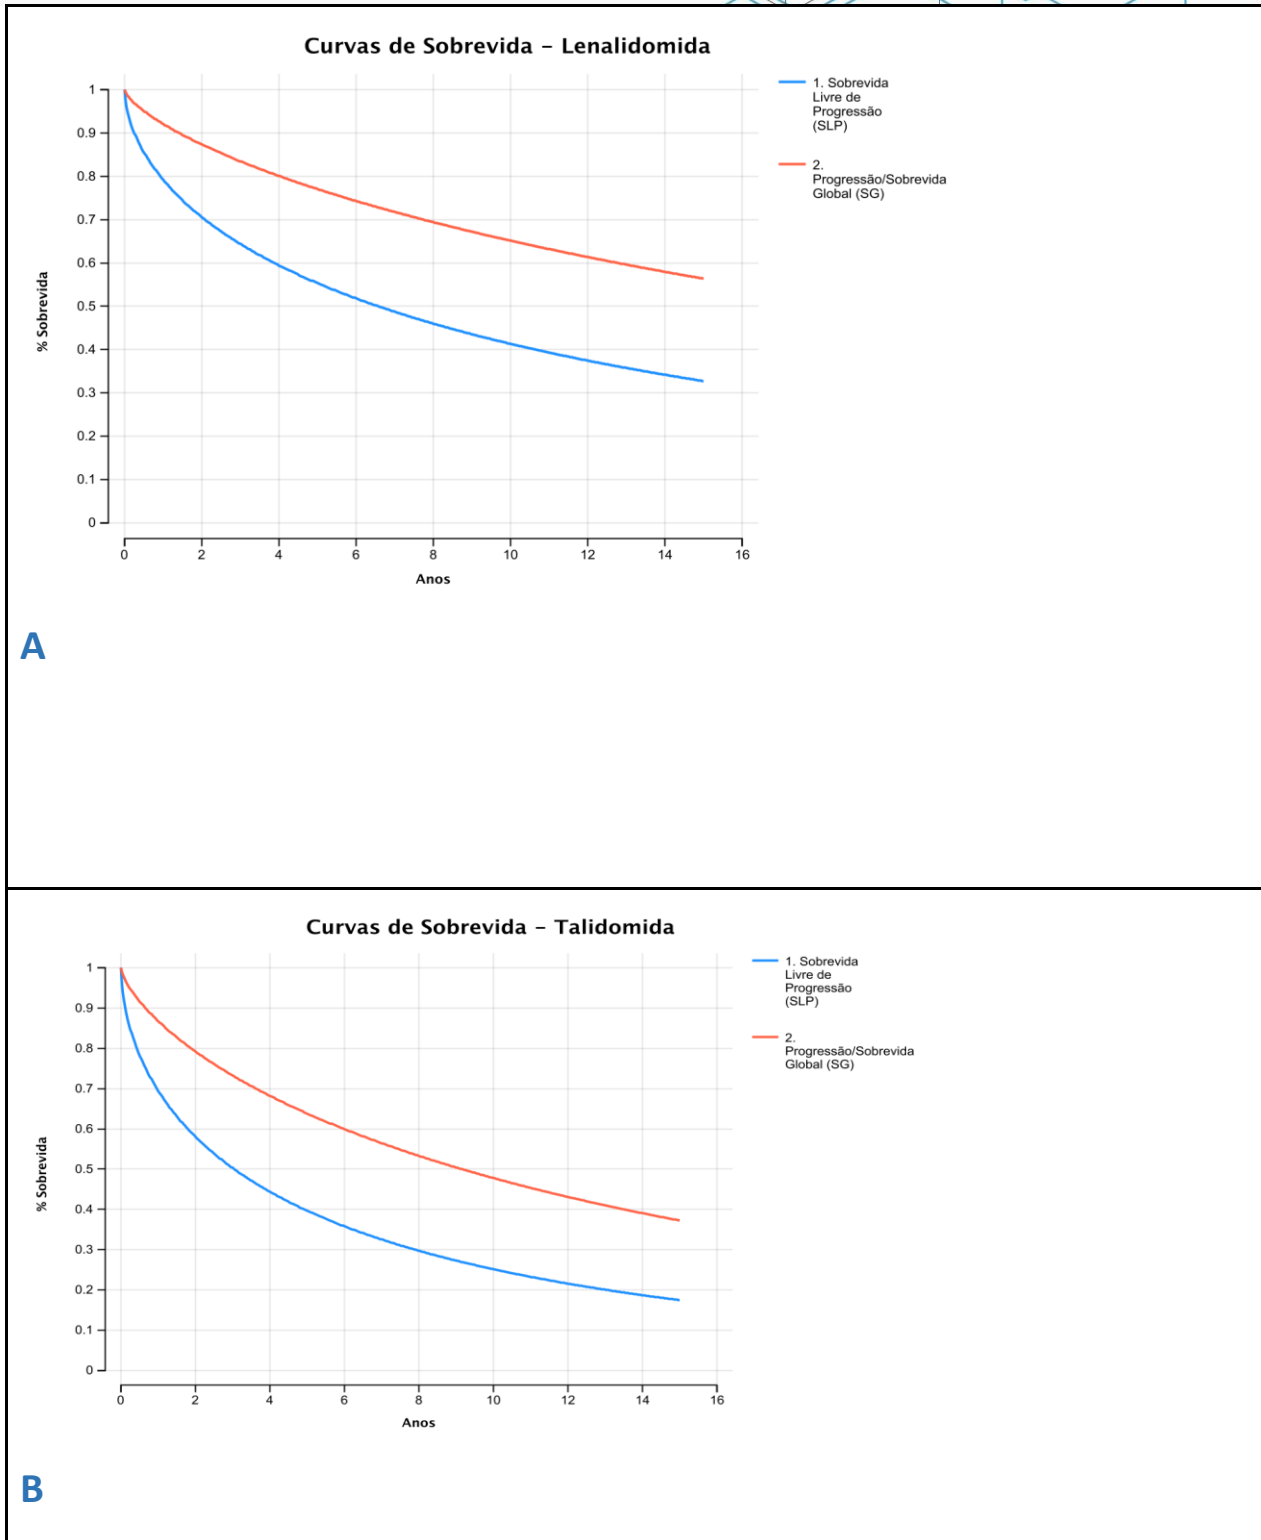 Curvas de Sobrevida – Lenalidomida
1. Sobrevida
Livre de
Progressão
(SLP)
2.
Progressão/Sobrevida
Global (SG)
% Sobrevida
1
0.9
0.8
0.7
0.6
0.5
0.4
0.3
0.2
0.1
0
0 2 4 6 8 10 12 14 16
Anos
A
Curvas de Sobrevida – Talidomida
1. Sobrevida
Livre de
Progressão
(SLP)
2.
Progressão/Sobrevida
Global (SG)
% Sobrevida
1
0.9
0.8
0.7
0.6
0.5
0.4
0.3
0.2
0.1
0
0 2 4 6 8 10 12 14 16
Anos
B